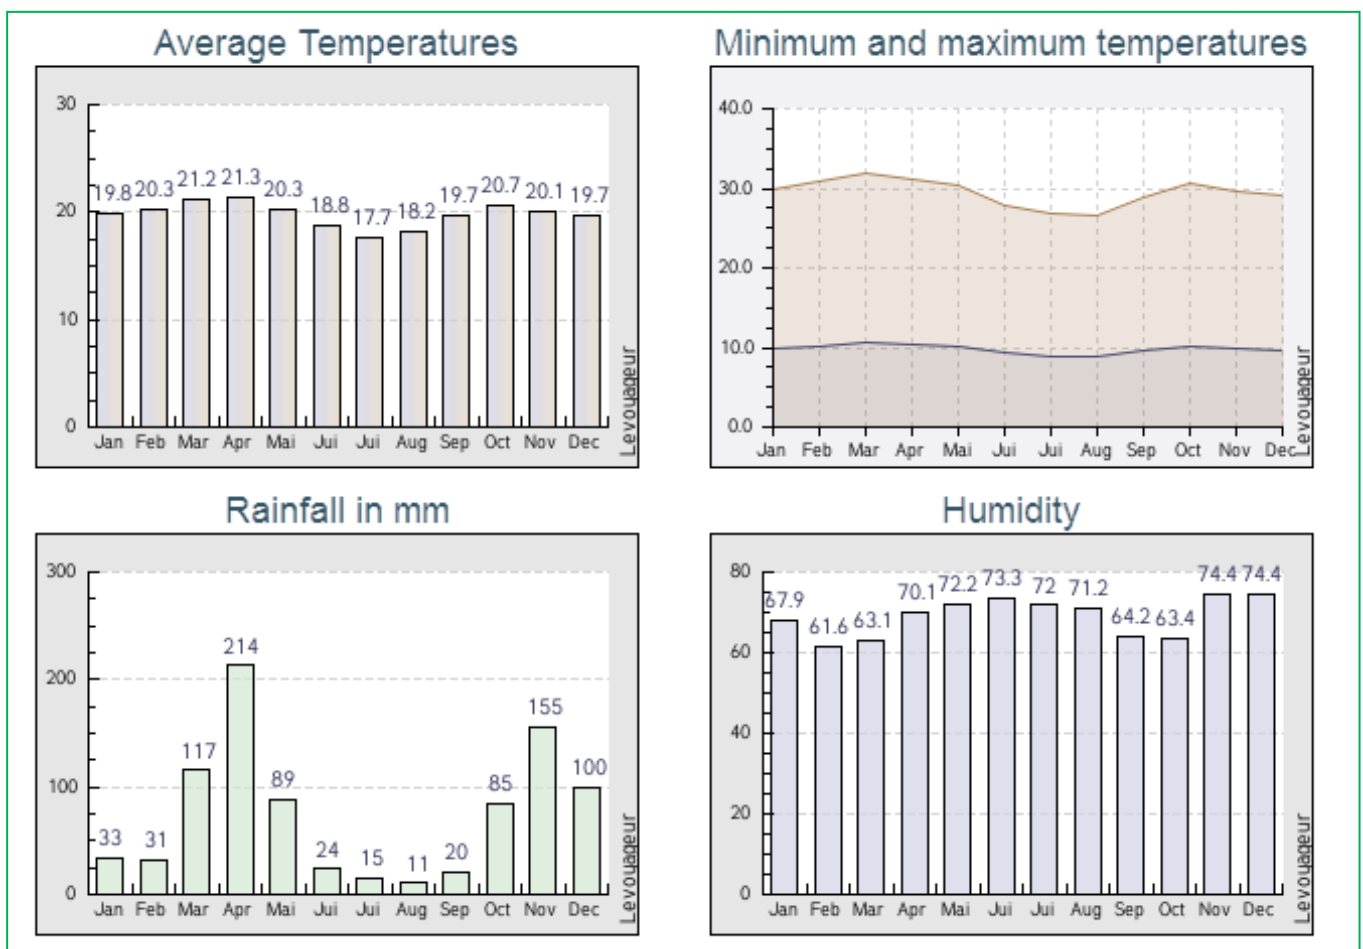 Average Temperatures
30
20
10
0
19.8 20.3 21.2 21.3 20.3 18.8 17.7 18.2 19.7 20.7 20.1 19.7
Jan Feb Mar Apr Mai Jui Jui Aug Sep Oct Nov Dec
Levouageur
Minimum and maximum temperatures
40.0
30.0
20.0
10.0
0.0
Jan Feb Mar Apr Mai Jui Jui Aug Sep Oct Nov Dec
Levouageur
Rainfall in mm
300
200
100
0
33 31 117 214 89 24 15 11 20 85 155 100
Jan Feb Mar Apr Mai Jui Jui Aug Sep Oct Nov Dec
Levouageur
Humidity
80
60
40
20
0
67.9 61.6 63.1 70.1 72.2 73.3 72 71.2 64.2 63.4 74.4 74.4
Jan Feb Mar Apr Mai Jui Jui Aug Sep Oct Nov Dec
Levouageur